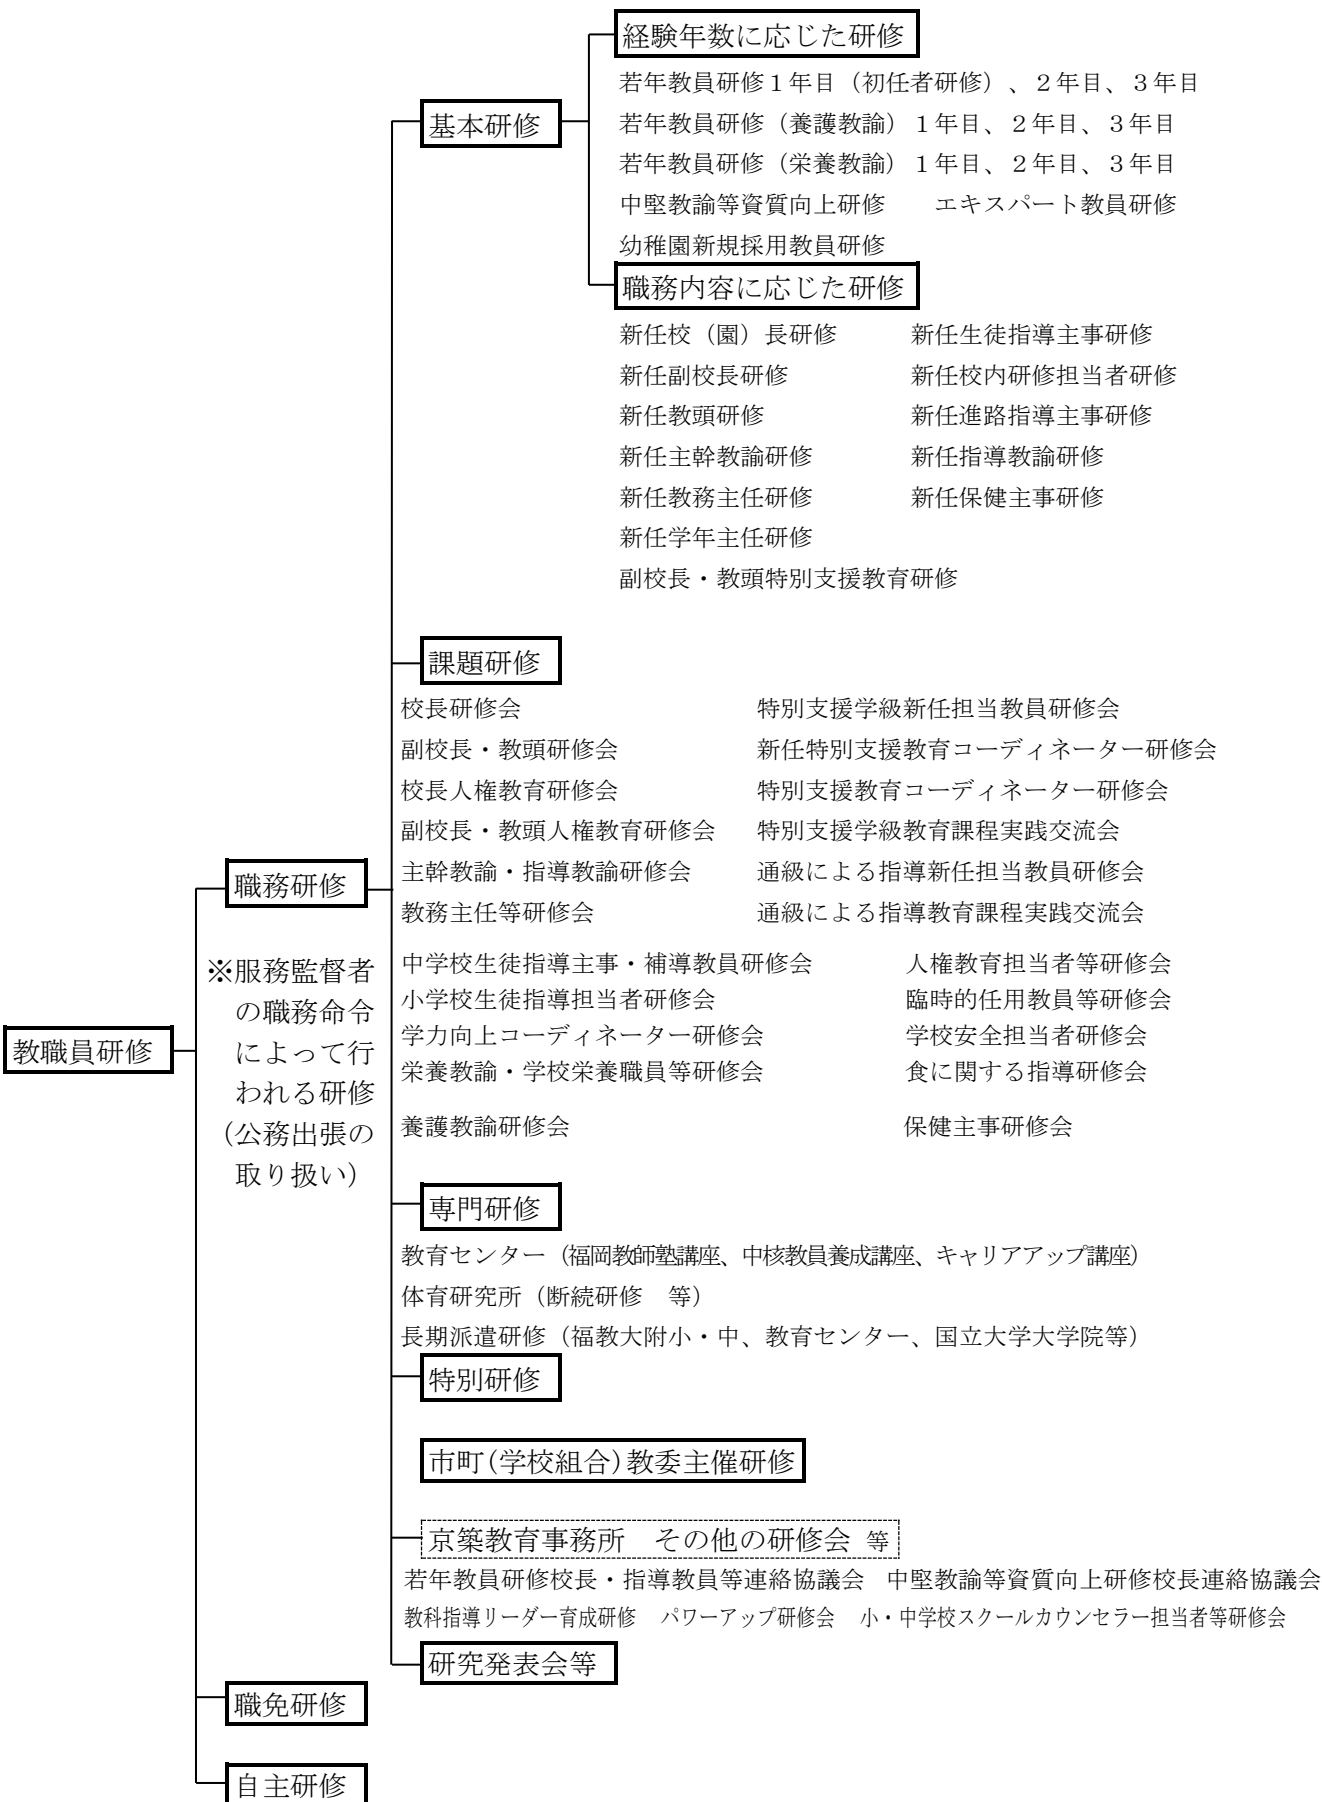 経験年数に応じた研修
若年教員研修１年目（初任者研修）、２年目、３年目
若年教員研修（養護教諭）１年目、２年目、３年目
若年教員研修（栄養教諭）１年目、２年目、３年目
中堅教諭等資質向上研修　　エキスパート教員研修
幼稚園新規採用教員研修
基本研修
職務内容に応じた研修
新任校（園）長研修　　　新任生徒指導主事研修
新任副校長研修　　　　　新任校内研修担当者研修
新任教頭研修　　　　　　新任進路指導主事研修
新任主幹教諭研修　　　　新任指導教諭研修
新任教務主任研修　　　　新任保健主事研修
新任学年主任研修
副校長・教頭特別支援教育研修
課題研修
校長研修会　　　　　　　特別支援学級新任担当教員研修会
副校長・教頭研修会　　　新任特別支援教育コーディネーター研修会
校長人権教育研修会　　　特別支援教育コーディネーター研修会
副校長・教頭人権教育研修会　特別支援学級教育課程実践交流会
主幹教諭・指導教諭研修会　　通級による指導新任担当教員研修会
教務主任等研修会　　　　通級による指導教育課程実践交流会
中学校生徒指導主事・補導教員研修会　　人権教育担当者等研修会
小学校生徒指導担当者研修会　　臨時的任用教員等研修会
学力向上コーディネーター研修会　　学校安全担当者研修会
栄養教諭・学校栄養職員等研修会　　食に関する指導研修会
養護教諭研修会　　　　　保健主事研修会
職務研修
※服務監督者
の職務命令
によって行
われる研修
（公務出張の
取り扱い）
教職員研修
専門研修
教育センター（福岡教師塾講座、中核教員養成講座、キャリアアップ講座）
体育研究所（断続研修　等）
長期派遣研修（福教大附小・中、教育センター、国立大学大学院等）
特別研修
市町(学校組合)教委主催研修
京築教育事務所　その他の研修会 等
若年教員研修校長・指導教員等連絡協議会　中堅教諭等資質向上研修校長連絡協議会
教科指導リーダー育成研修　パワーアップ研修会　小・中学校スクールカウンセラー担当者等研修会
研究発表会等
職免研修
自主研修